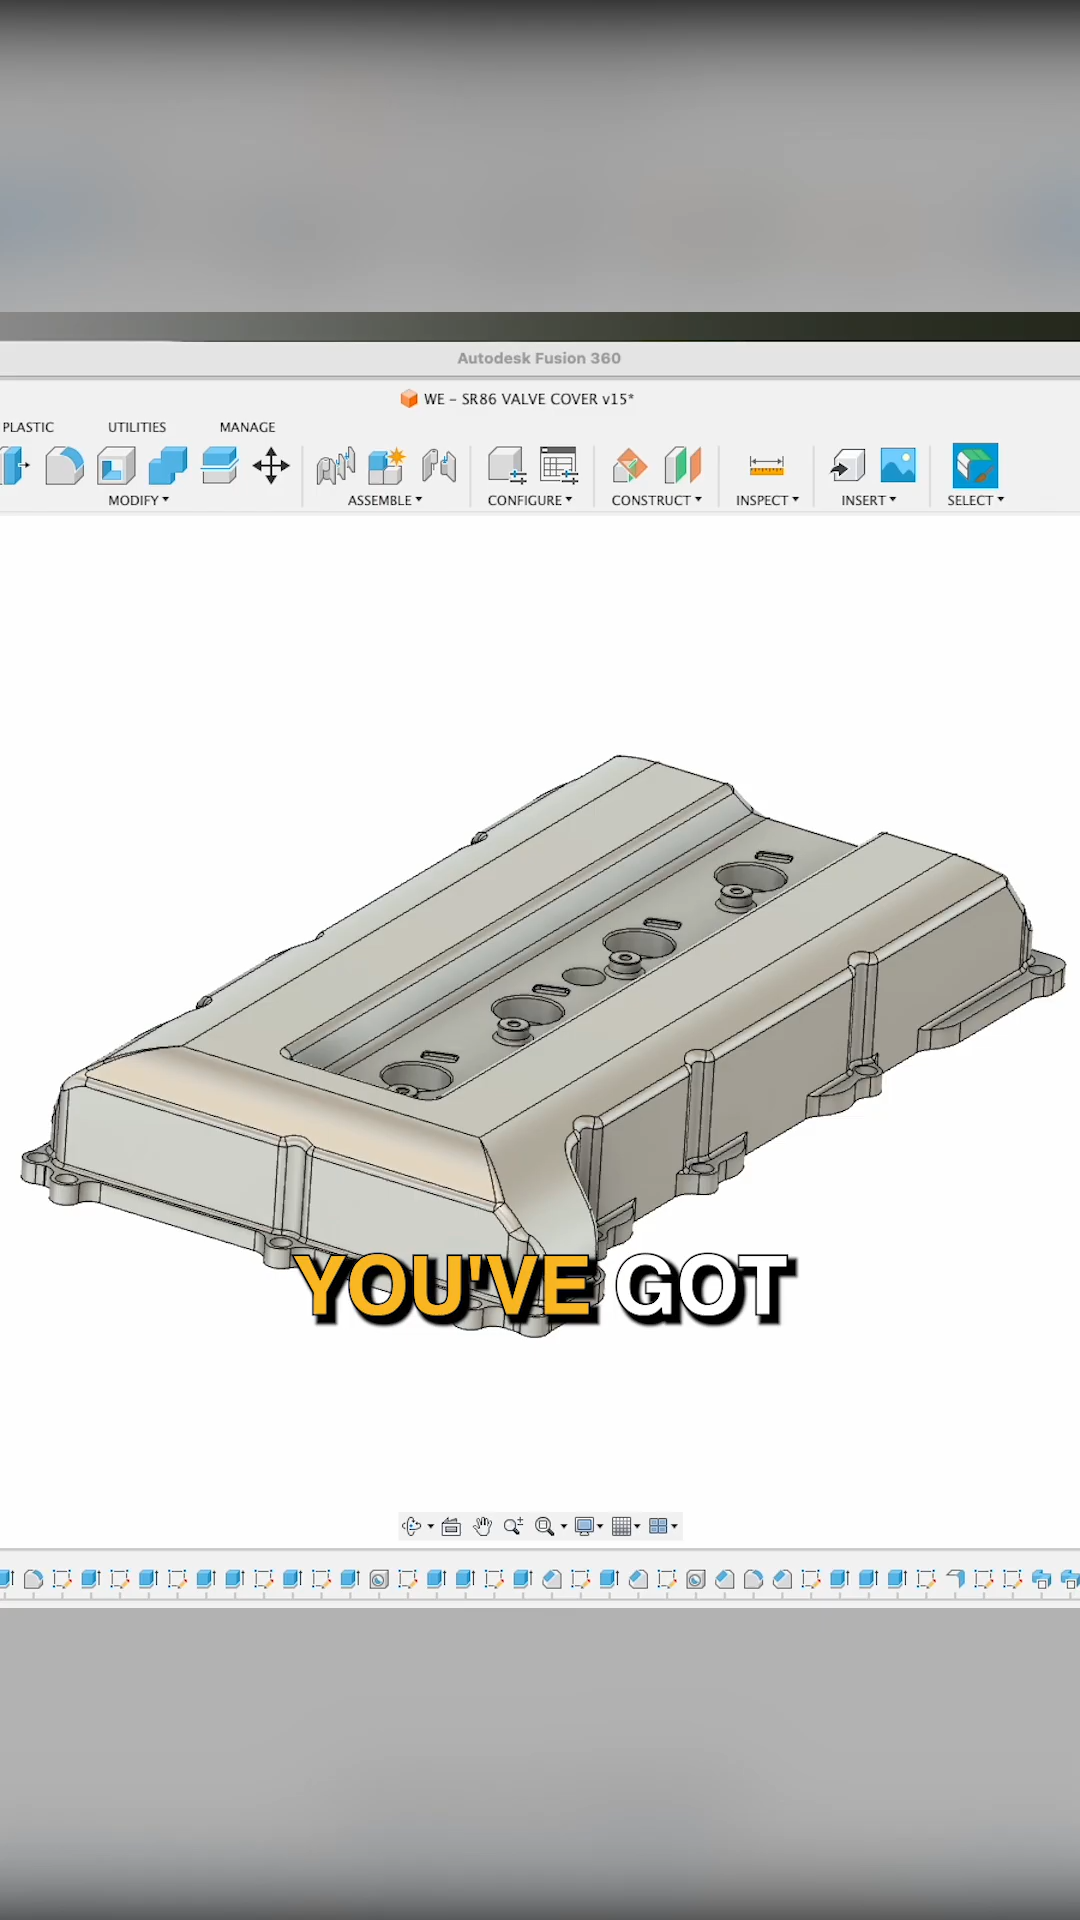 Autodesk Fusion 360
WE – SR86 VALVE COVER v15*
PLASTIC UTILITIES MANAGE
MODIFY ASSEMBLE CONFIGURE CONSTRUCT INSPECT INSERT SELECT
YOU'VE GOT